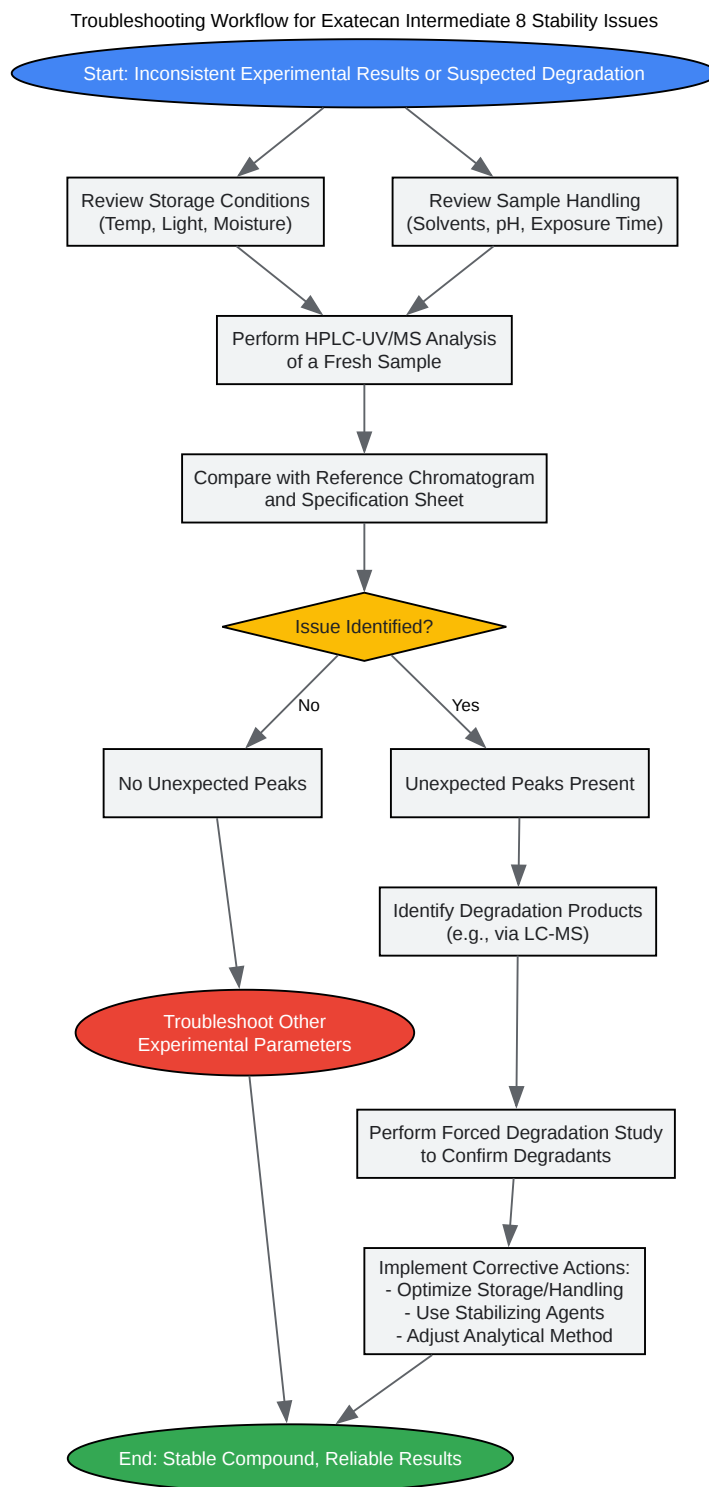 Troubleshooting Workflow for Exatecan Intermediate 8 Stability Issues
Start: Inconsistent Experimental Results or Suspected Degradation
Review Storage Conditions
(Temp, Light, Moisture)
Review Sample Handling
(Solvents, pH, Exposure Time)
Perform HPLC-UV/MS Analysis
of a Fresh Sample
Compare with Reference Chromatogram
and Specification Sheet
Issue Identified?
No
Yes
No Unexpected Peaks
Unexpected Peaks Present
Identify Degradation Products
(e.g., via LC-MS)
Troubleshoot Other
Experimental Parameters
Perform Forced Degradation Study
to Confirm Degradants
Implement Corrective Actions:
- Optimize Storage/Handling
- Use Stabilizing Agents
- Adjust Analytical Method
End: Stable Compound, Reliable Results